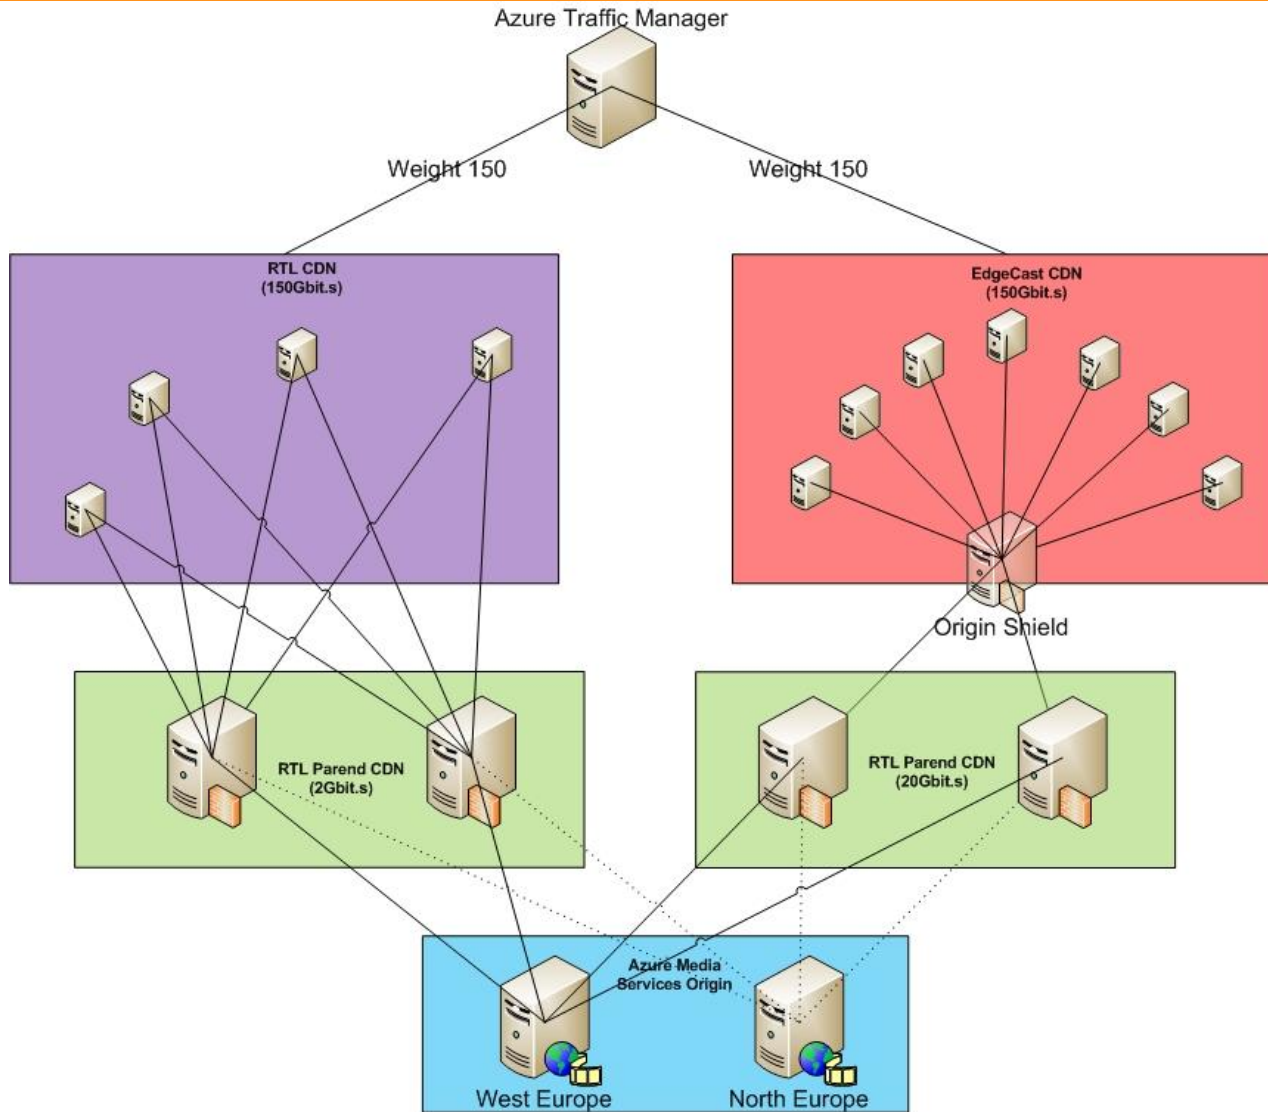 Azure Traffic Manager
Weight 150
Weight 150
RTL CDN
(150Gbit.s)
EdgeCast CDN
(150Gbit.s)
Origin Shield
RTL Parend CDN
(2Gbit.s)
RTL Parend CDN
(20Gbit.s)
Azure Media
Services Origin
West Europe
North Europe